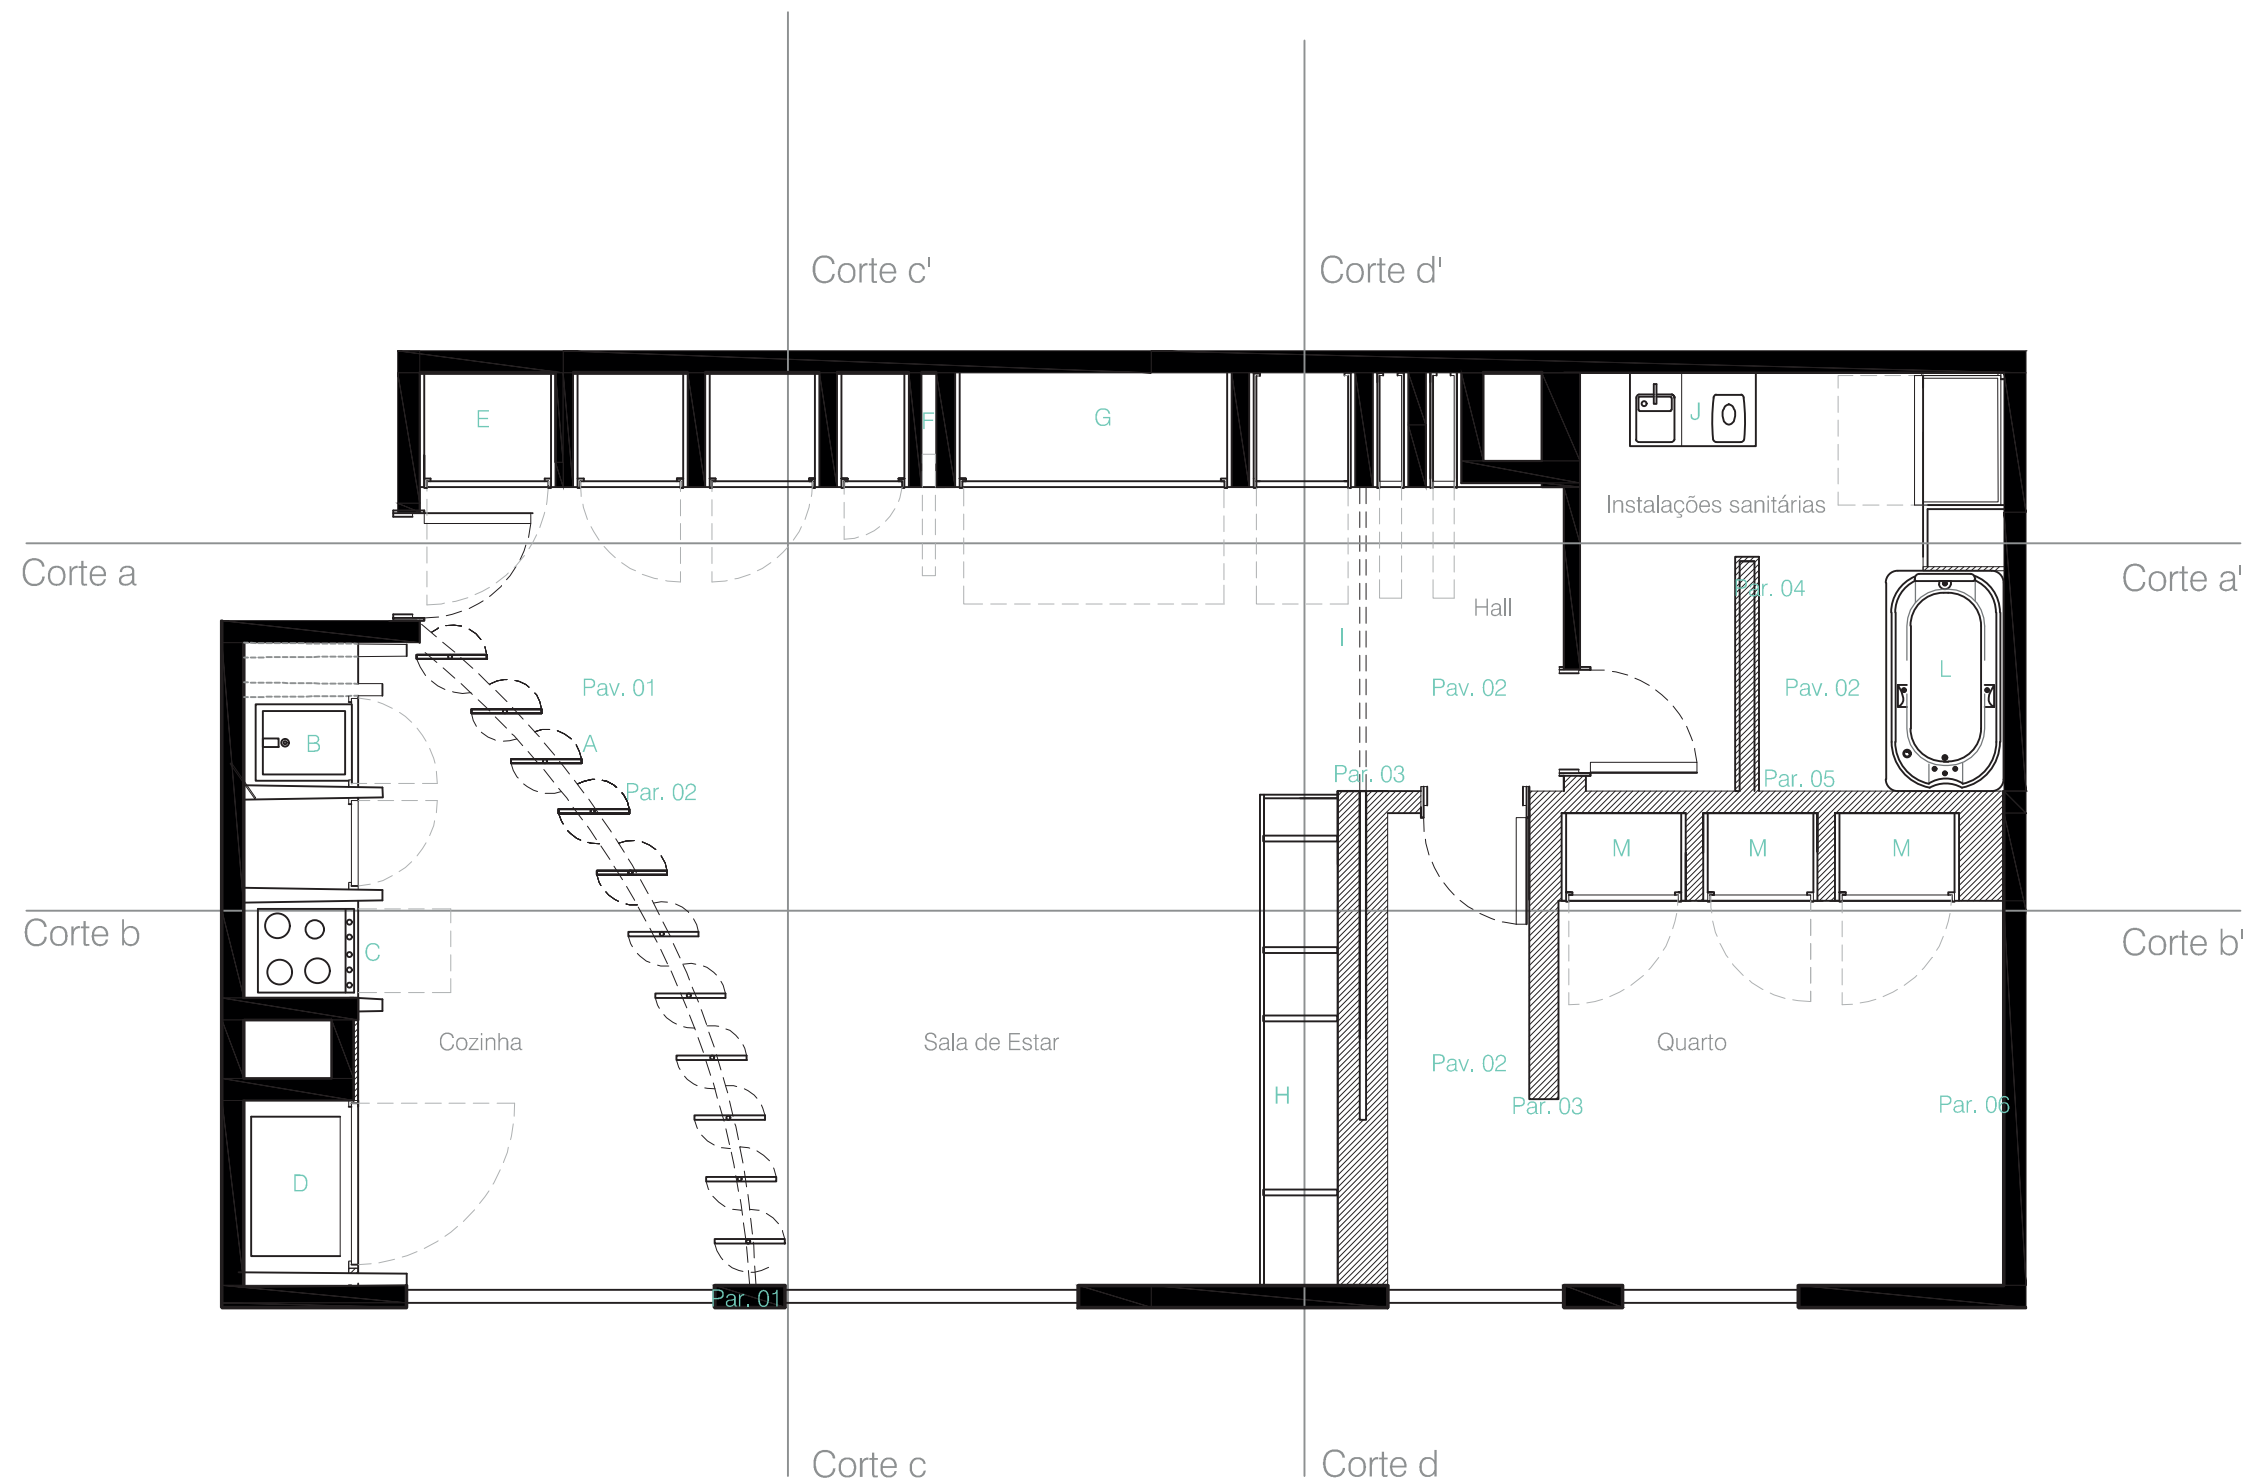 Corte c'
Corte d'
E
F
G
J
Instalações sanitárias
Corte a
Corte a'
Par. 04
Hall
I
L
Pav. 01
Pav. 02
Pav. 02
B
A
Par. 03
Par. 05
Par. 02
M
M
M
Corte b
Corte b'
C
Cozinha
Sala de Estar
Quarto
Pav. 02
H
Par. 03
Par. 06
D
Par. 01
Corte c
Corte d